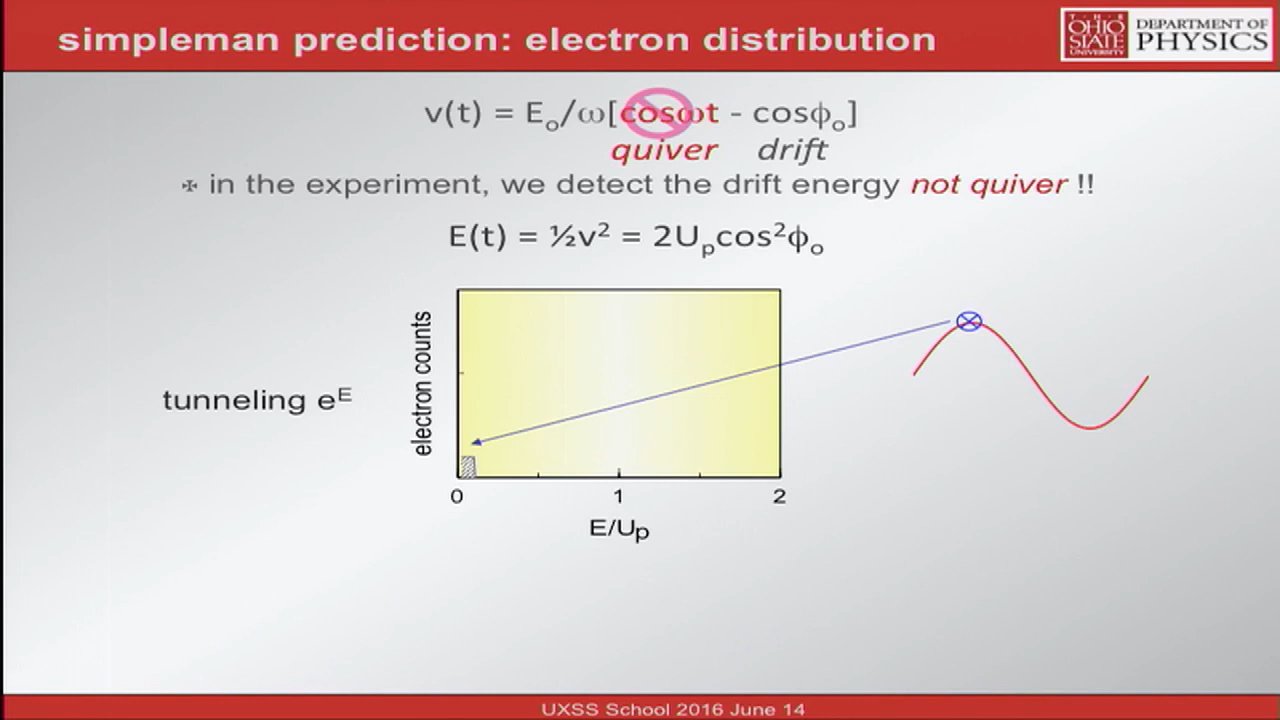 simpleman prediction: electron distribution
T · H · E
OHIO
STATE
UNIVERSITY
DEPARTMENT OF
PHYSICS
v(t) = Eₒ/ω[cosωt - cosϕₒ]
quiver drift
✠ in the experiment, we detect the drift energy not quiver !!
E(t) = ½v² = 2Uₚcos²ϕₒ
electron counts
tunneling eᴱ
0 1 2
E/Uₚ
UXSS School 2016 June 14